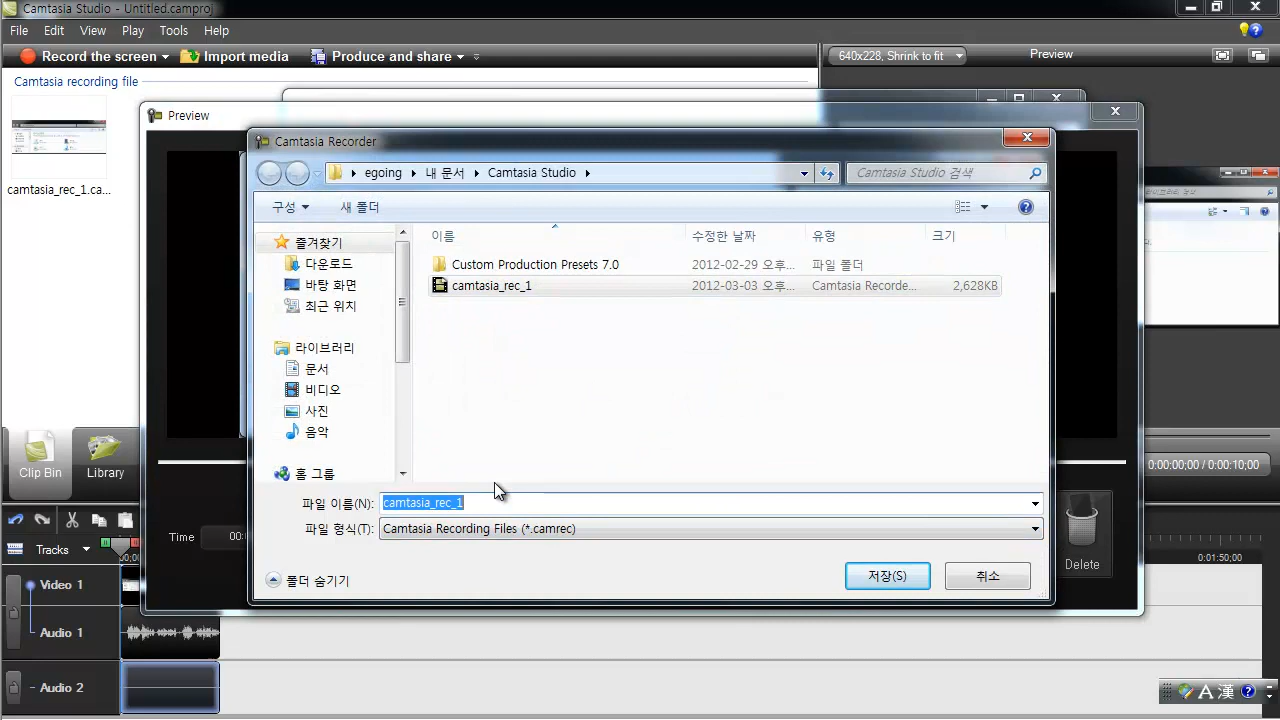 Camtasia Studio - Untitled.camproj
File Edit View Play Tools Help
Record the screen Import media Produce and share
640x228, Shrink to fit Preview
Camtasia recording file
camtasia_rec_1.ca...
Preview
Camtasia Recorder
egoing 내 문서 Camtasia Studio
Camtasia Studio 검색
구성 새 폴더
즐겨찾기
다운로드
바탕 화면
최근 위치
라이브러리
문서
비디오
사진
음악
홈 그룹
이름 수정한 날짜 유형 크기
Custom Production Presets 7.0 2012-02-29 오후... 파일 폴더
camtasia_rec_1 2012-03-03 오후... Camtasia Recorde... 2,628KB
파일 이름(N): camtasia_rec_1
파일 형식(T): Camtasia Recording Files (*.camrec)
폴더 숨기기 저장(S) 취소
Clip Bin Library
0:00:00;00 / 0:00:10;00
Time 00:
Delete
Tracks
0:01:50;00
Video 1
Audio 1
Audio 2
A 漢